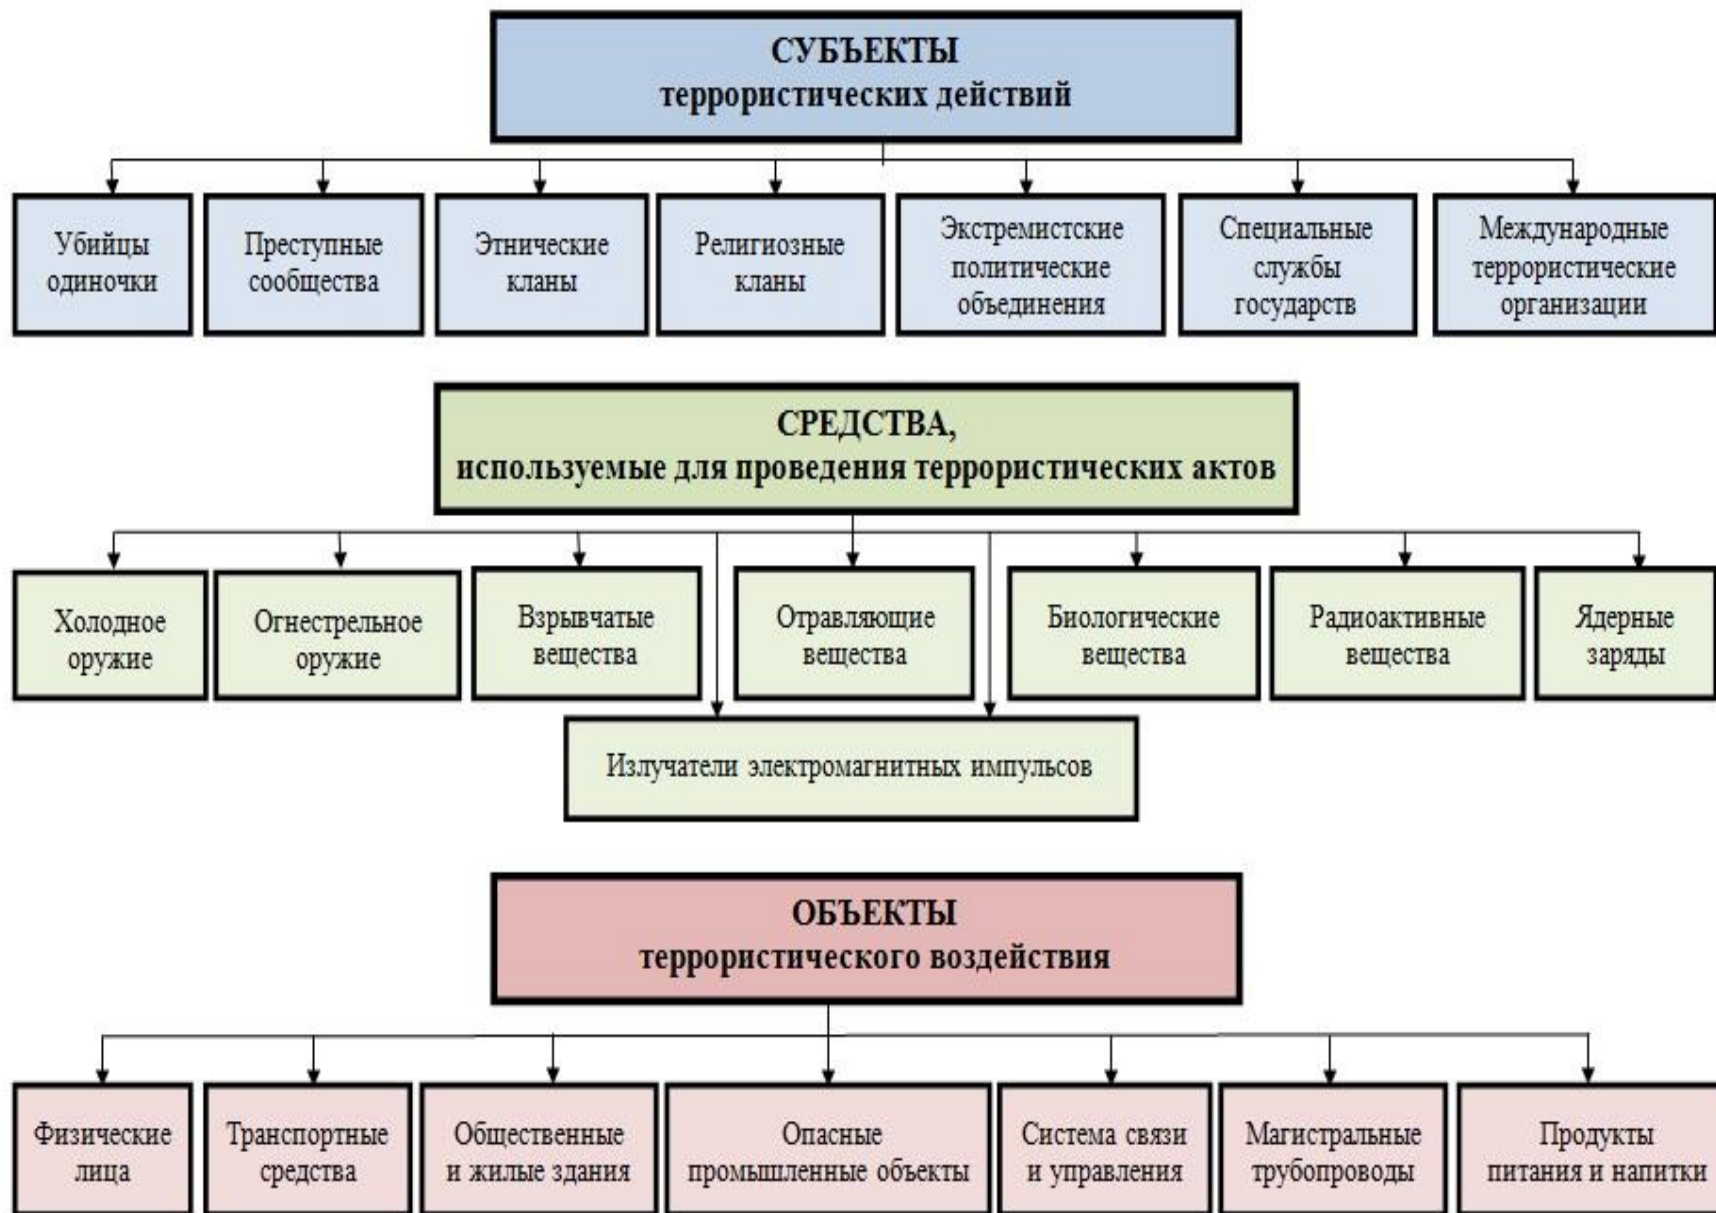 СУБЪЕКТЫ
террористических действий
Убийцы
одиночки
Преступные
сообщества
Этнические
кланы
Религиозные
кланы
Экстремистские
политические
объединения
Специальные
службы
государств
Международные
террористические
организации
СРЕДСТВА,
используемые для проведения террористических актов
Холодное
оружие
Огнестрельное
оружие
Взрывчатые
вещества
Отравляющие
вещества
Биологические
вещества
Радиоактивные
вещества
Ядерные
заряды
Излучатели электромагнитных импульсов
ОБЪЕКТЫ
террористического воздействия
Физические
лица
Транспортные
средства
Общественные
и жилые здания
Опасные
промышленные объекты
Система связи
и управления
Магистральные
трубопроводы
Продукты
питания и напитки